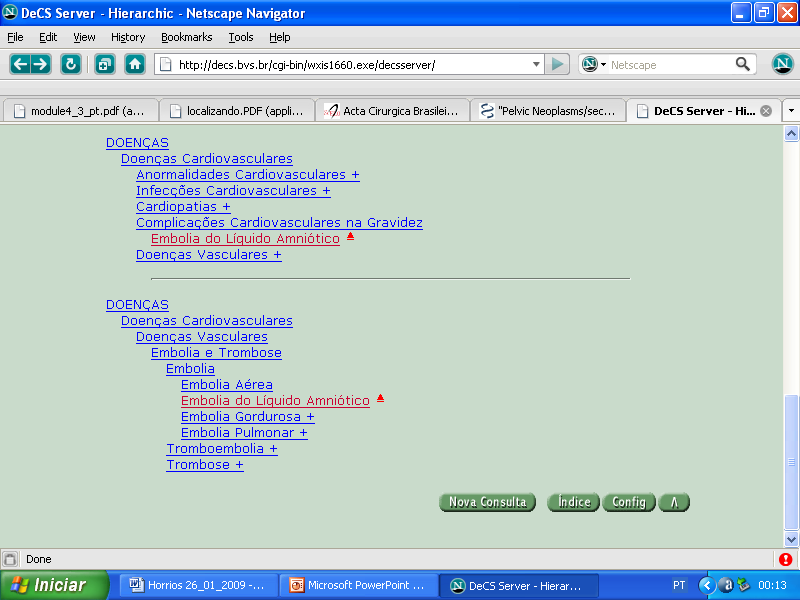 DeCS Server - Hierarchic - Netscape Navigator
File Edit View History Bookmarks Tools Help
http://decs.bvs.br/cgi-bin/wxis1660.exe/decsserver/ Netscape
module4_3_pt.pdf (a... localizando.PDF (appli... Acta Cirurgica Brasilei... "Pelvic Neoplasms/sec... DeCS Server - Hi...
DOENÇAS
Doenças Cardiovasculares
Anormalidades Cardiovasculares +
Infecções Cardiovasculares +
Cardiopatias +
Complicações Cardiovasculares na Gravidez
Embolia do Líquido Amniótico
Doenças Vasculares +
DOENÇAS
Doenças Cardiovasculares
Doenças Vasculares
Embolia e Trombose
Embolia
Embolia Aérea
Embolia do Líquido Amniótico
Embolia Gordurosa +
Embolia Pulmonar +
Tromboembolia +
Trombose +
Nova Consulta Índice Config Λ
Done
Iniciar Horrios 26_01_2009 -... Microsoft PowerPoint ... DeCS Server - Hierar... PT 00:13